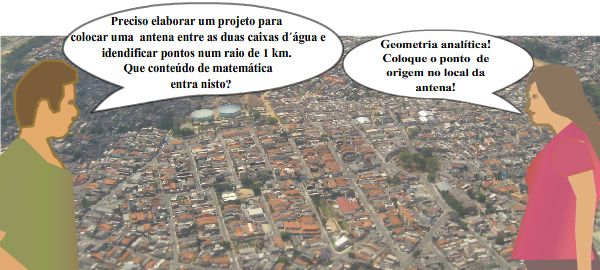 Preciso elaborar um projeto para
colocar uma antena entre as duas caixas d´água e
idendificar pontos num raio de 1 km.
Que conteúdo de matemática
entra nisto?
Geometria analítica!
Coloque o ponto de
origem no local da
antena!